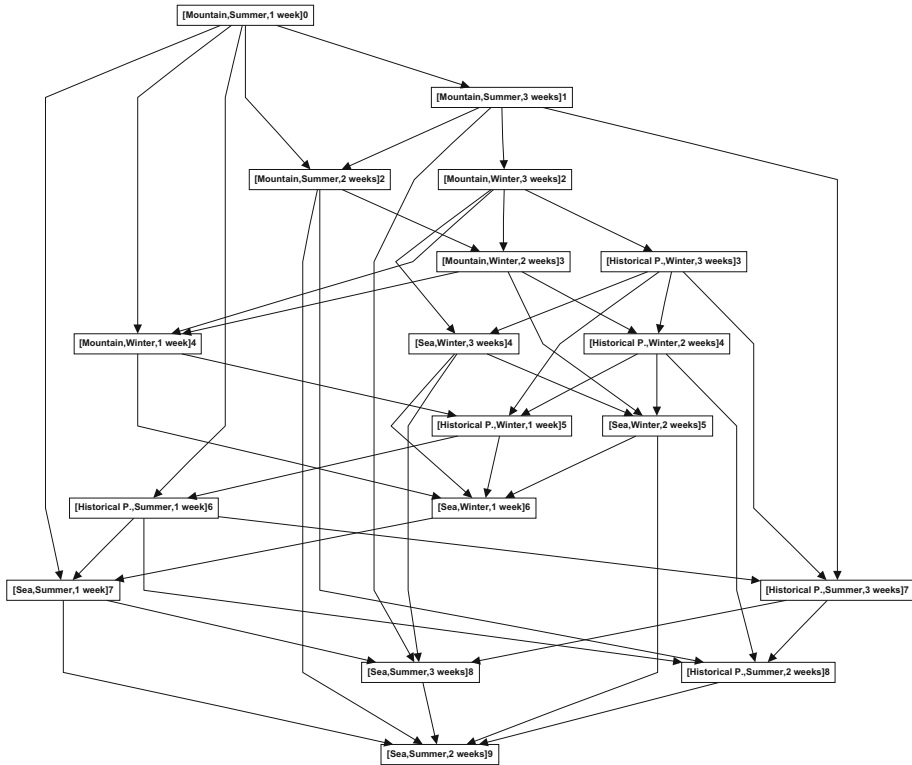 [Mountain,Summer,1 week]0
[Mountain,Summer,3 weeks]1
[Mountain,Summer,2 weeks]2
[Mountain,Winter,3 weeks]2
[Mountain,Winter,2 weeks]3
[Historical P.,Winter,3 weeks]3
[Mountain,Winter,1 week]4
[Sea,Winter,3 weeks]4
[Historical P.,Winter,2 weeks]4
[Historical P.,Winter,1 week]5
[Sea,Winter,2 weeks]5
[Historical P.,Summer,1 week]6
[Sea,Winter,1 week]6
[Sea,Summer,1 week]7
[Historical P.,Summer,3 weeks]7
[Sea,Summer,3 weeks]8
[Historical P.,Summer,2 weeks]8
[Sea,Summer,2 weeks]9